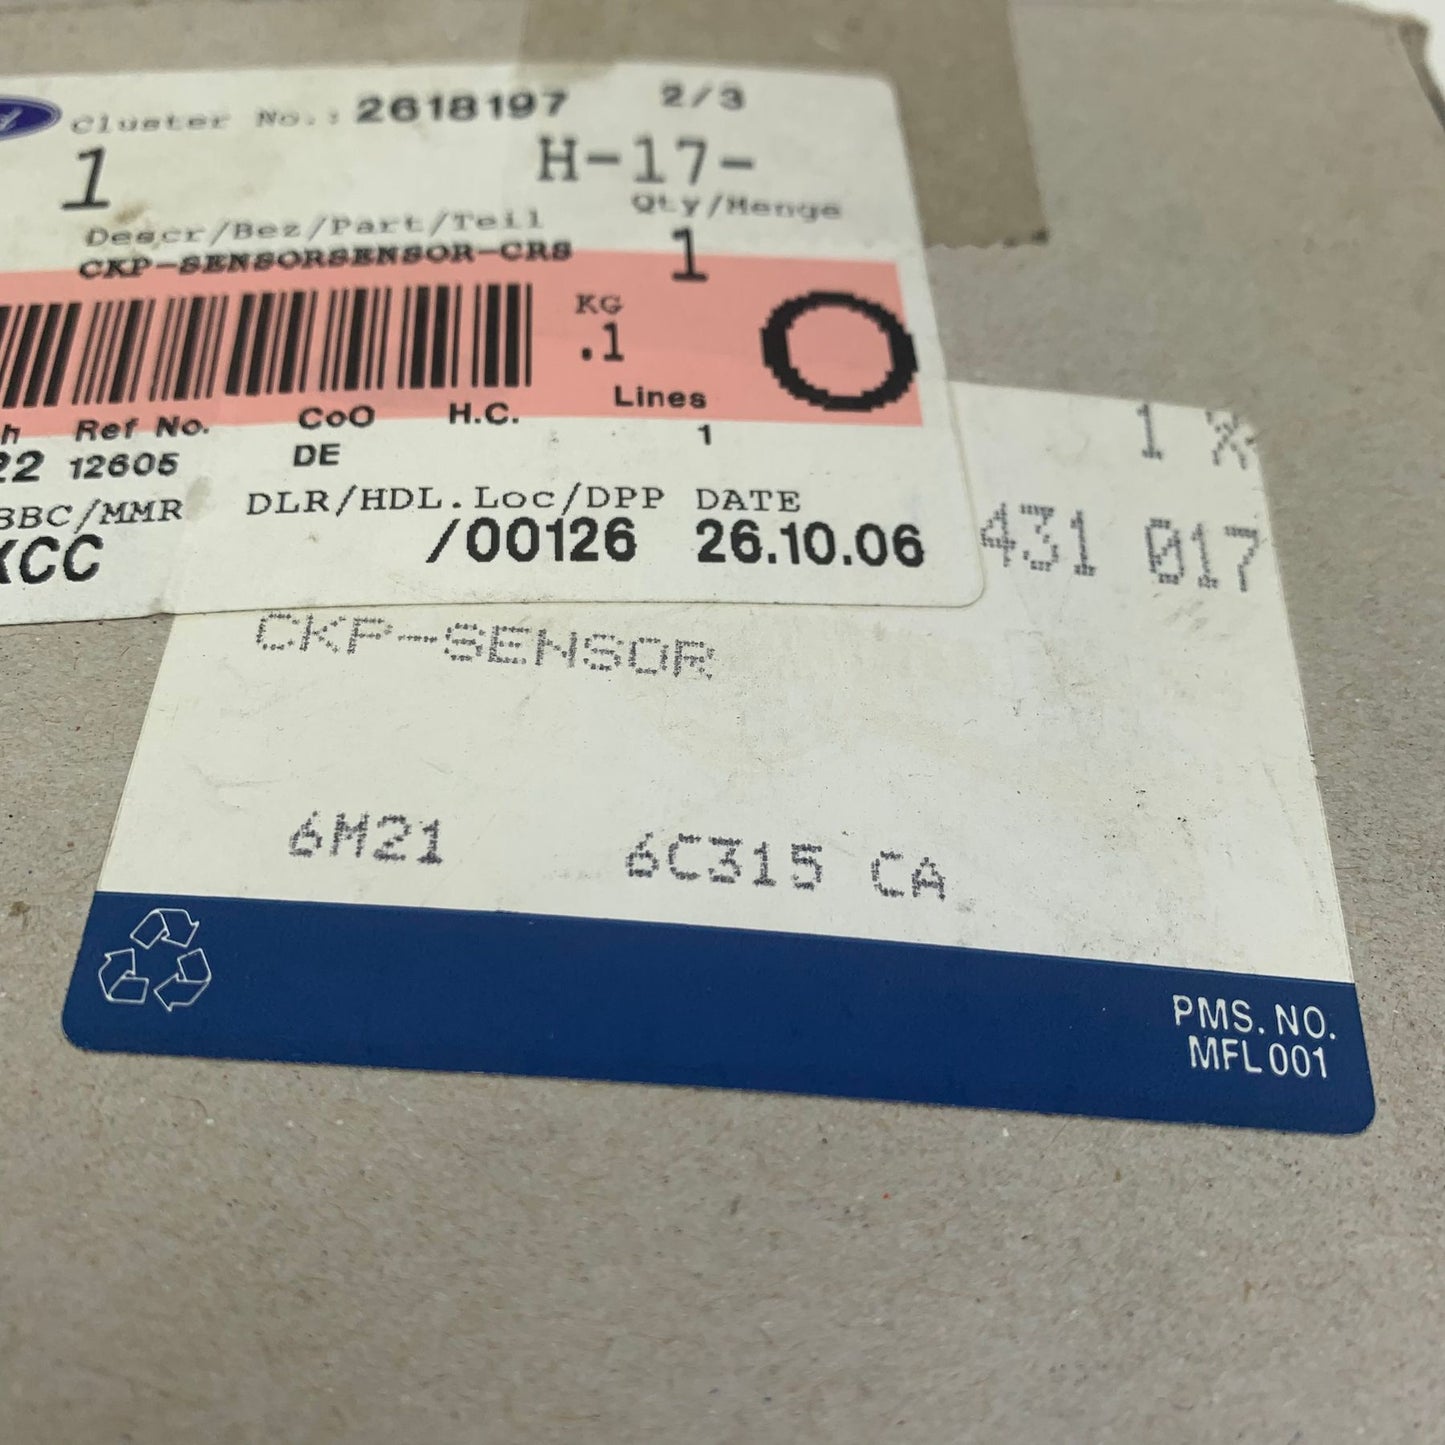 Cluster No.: 2618197 2/3
1 H-17-
Descr/Bez/Part/Teil Qty/Menge
CKP-SENSORSENSOR-CRS 1
KG
.1
Ref No. CoO H.C. Lines
22 12605 DE 1
BBC/MMR DLR/HDL.Loc/DPP DATE
KCC /00126 26.10.06
1 X
431 017
CKP-SENSOR
6M21 6C315 CA
PMS. NO.
MFL001